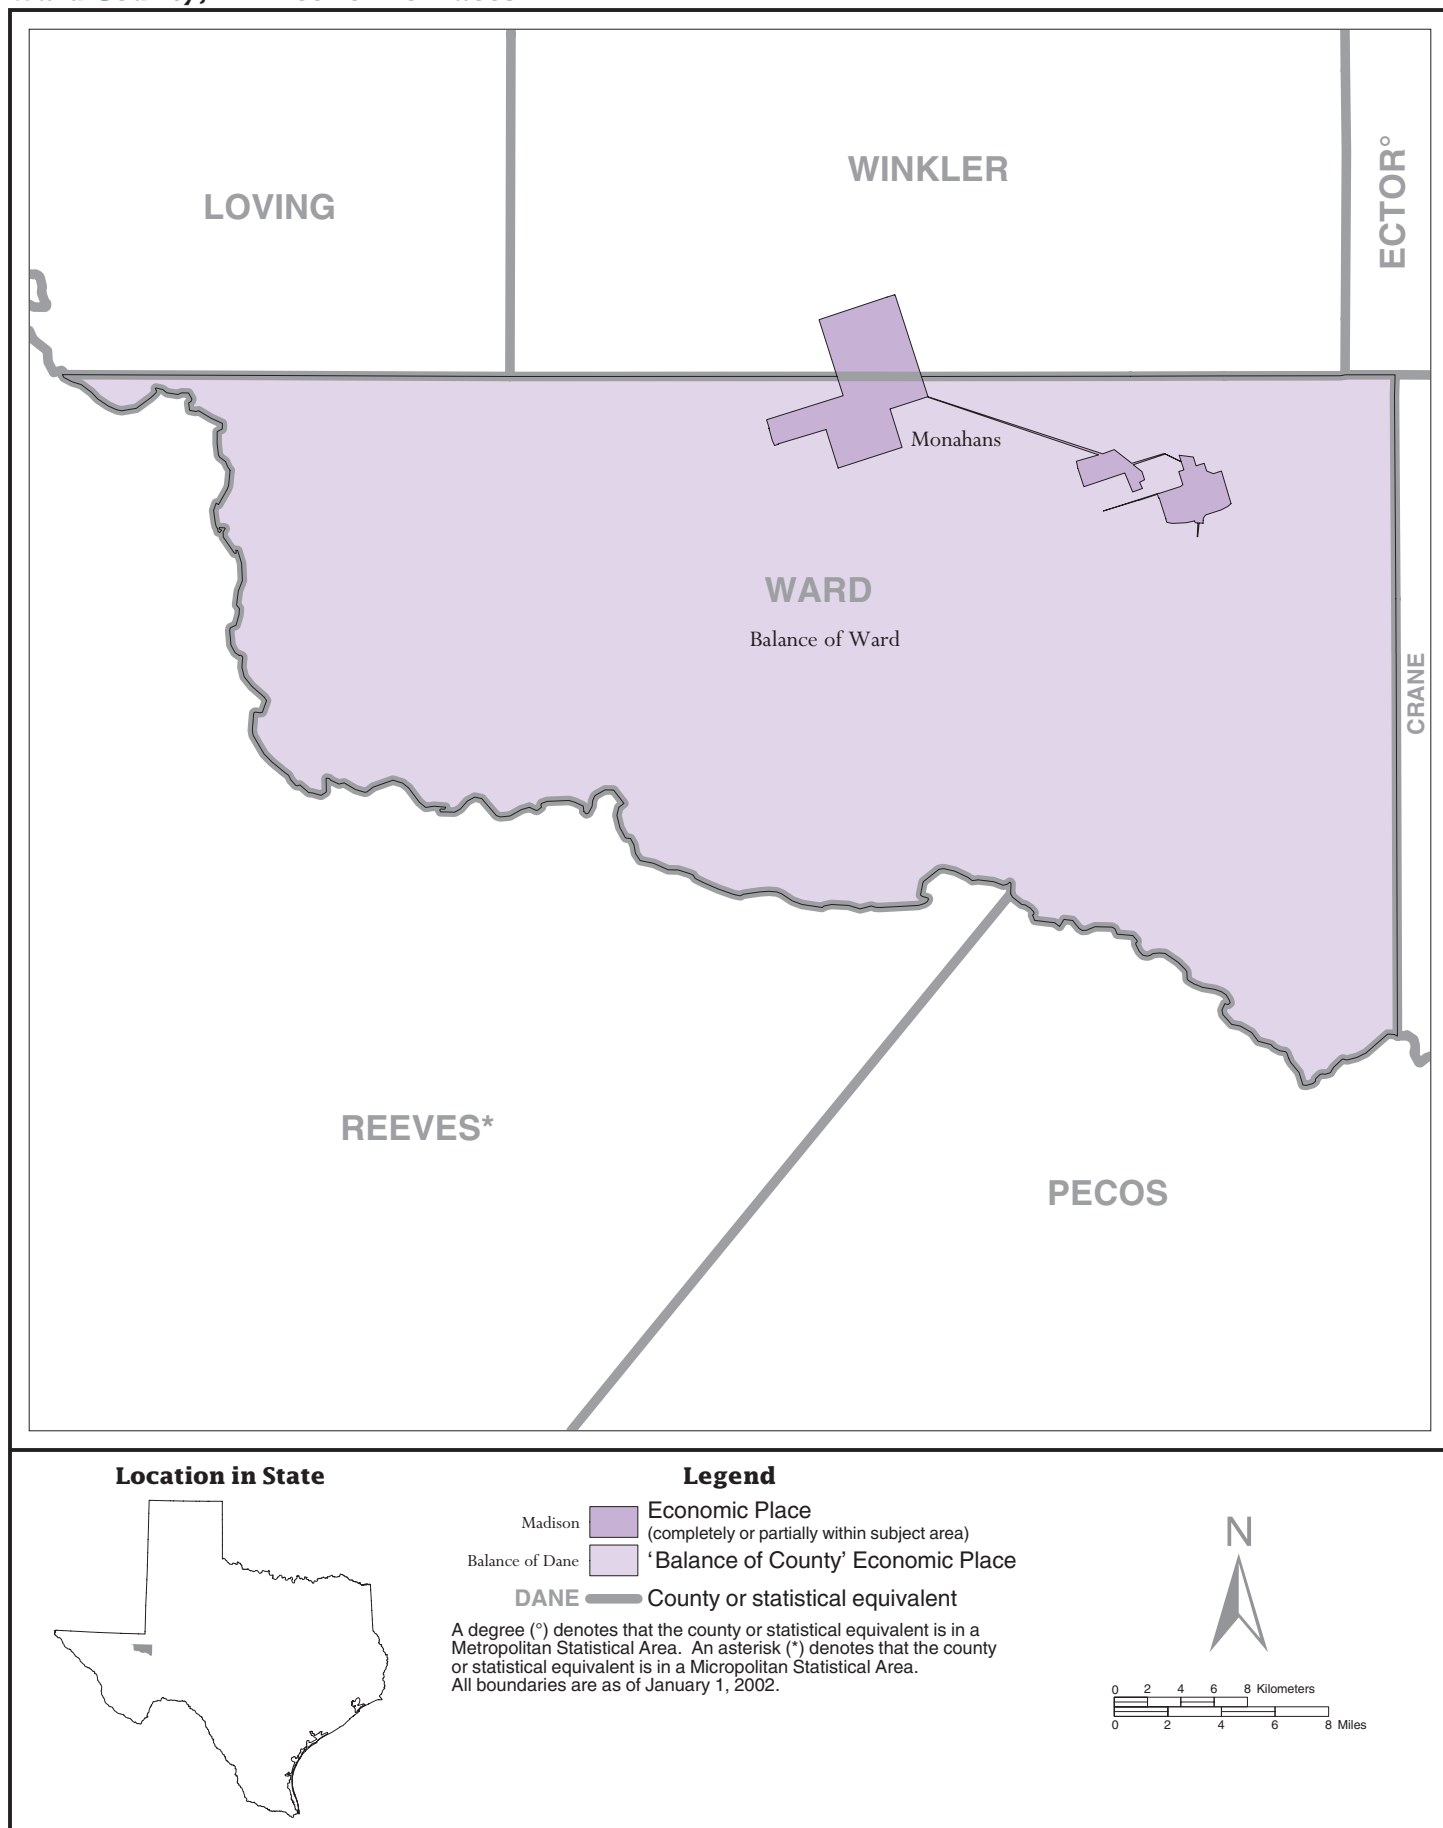 LOVING
WINKLER
ECTOR°
Monahans
WARD
Balance of Ward
CRANE
REEVES*
PECOS
Location in State
Legend
Madison
Economic Place
(completely or partially within subject area)
Balance of Dane
‘Balance of County’ Economic Place
DANE
County or statistical equivalent
A degree (°) denotes that the county or statistical equivalent is in a
Metropolitan Statistical Area. An asterisk (*) denotes that the county
or statistical equivalent is in a Micropolitan Statistical Area.
All boundaries are as of January 1, 2002.
N
0 2 4 6 8 Kilometers
0 2 4 6 8 Miles